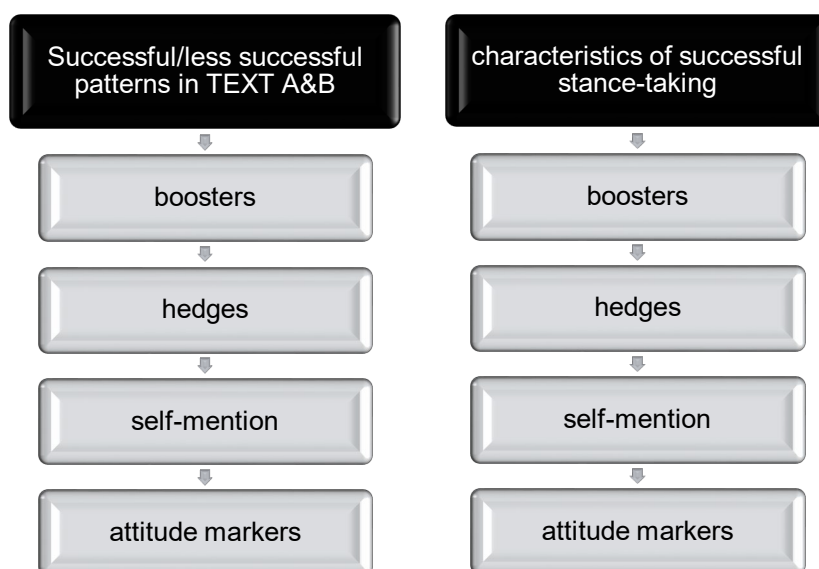 Successful/less successful
patterns in TEXT A&B
boosters
hedges
self-mention
attitude markers
characteristics of successful
stance-taking
boosters
hedges
self-mention
attitude markers